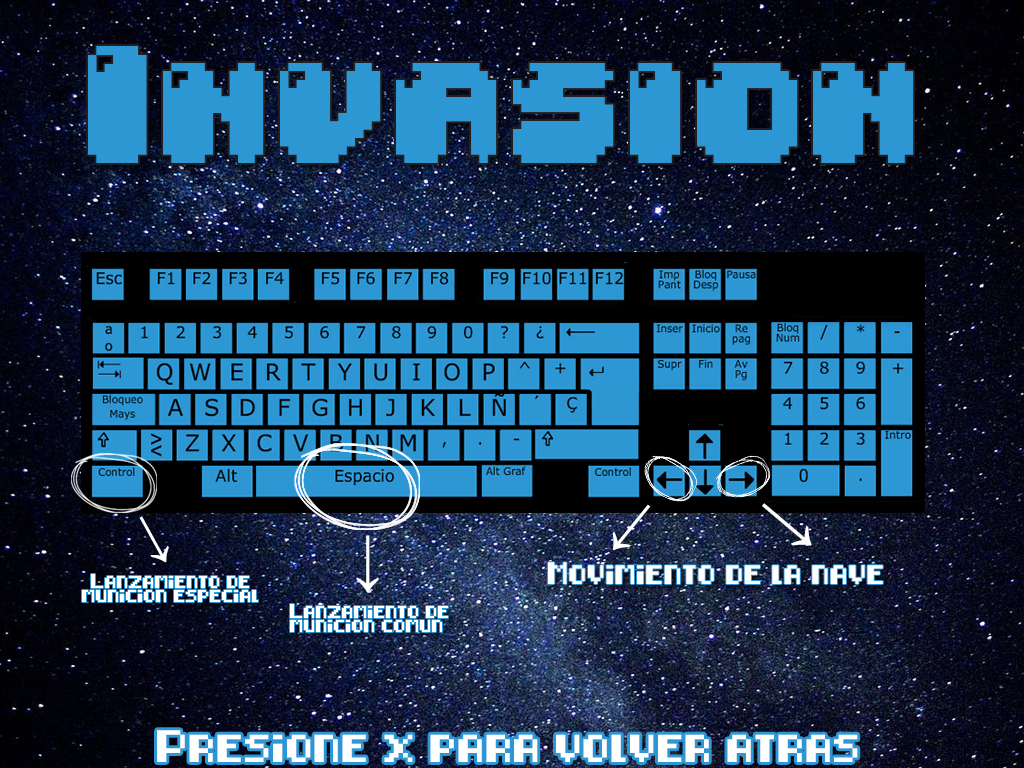 Invasion
Esc F1 F2 F3 F4 F5 F6 F7 F8 F9 F10 F11 F12 Imp Pant Bloq Desp Pausa
a o 1 2 3 4 5 6 7 8 9 0 ? ¿ ← Inser Inicio Re pag Bloq Num / * -
Q W E R T Y U I O P ^ + ↵ Supr Fin Av Pg 7 8 9 +
Bloqueo Mays A S D F G H J K L Ñ ´ Ç 4 5 6
⇧ > < Z X C V B N M , . - ⇧ ↑ 1 2 3 Intro
Control Alt Espacio Alt Graf Control ← ↓ → 0 .
Lanzamiento de
municion especial
Lanzamiento de
municion comun
Movimiento de la nave
Presione x para volver atras